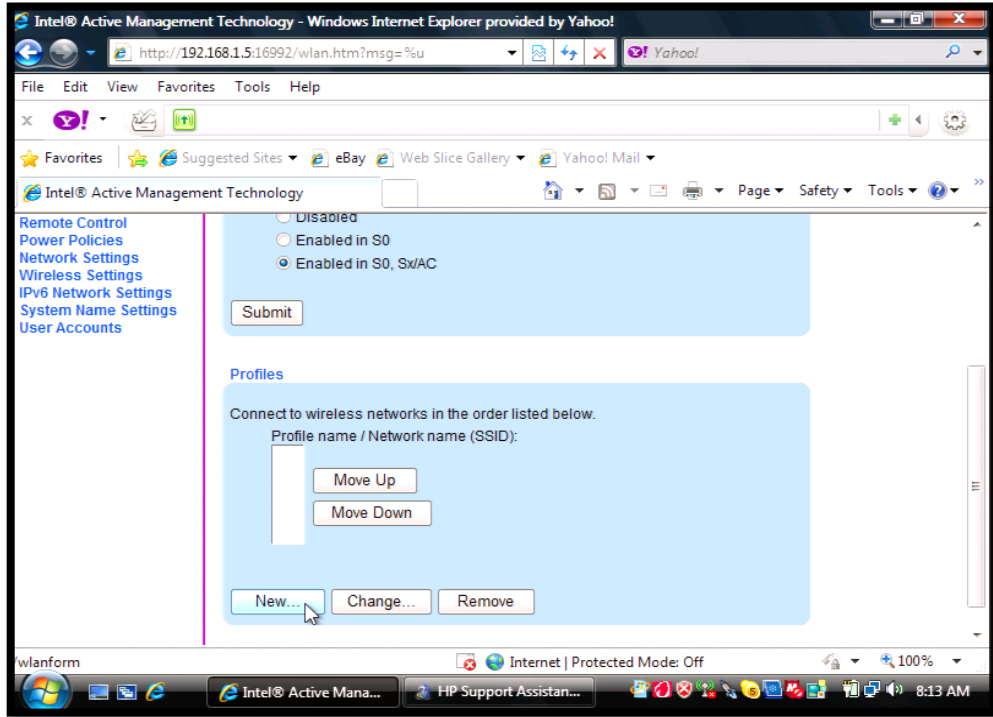 Intel® Active Management Technology - Windows Internet Explorer provided by Yahoo!
http://192.168.1.5:16992/wlan.htm?msg=%u
Y! Yahoo!
File Edit View Favorites Tools Help
x Y!
Favorites Suggested Sites eBay Web Slice Gallery Yahoo! Mail
Intel® Active Management Technology Page Safety Tools »
Remote Control
Power Policies
Network Settings
Wireless Settings
IPv6 Network Settings
System Name Settings
User Accounts
Disabled
Enabled in S0
Enabled in S0, Sx/AC
Submit
Profiles
Connect to wireless networks in the order listed below.
Profile name / Network name (SSID):
Move Up
Move Down
New... Change... Remove
/wlanform Internet | Protected Mode: Off 100%
Intel® Active Mana... HP Support Assistan... 8:13 AM